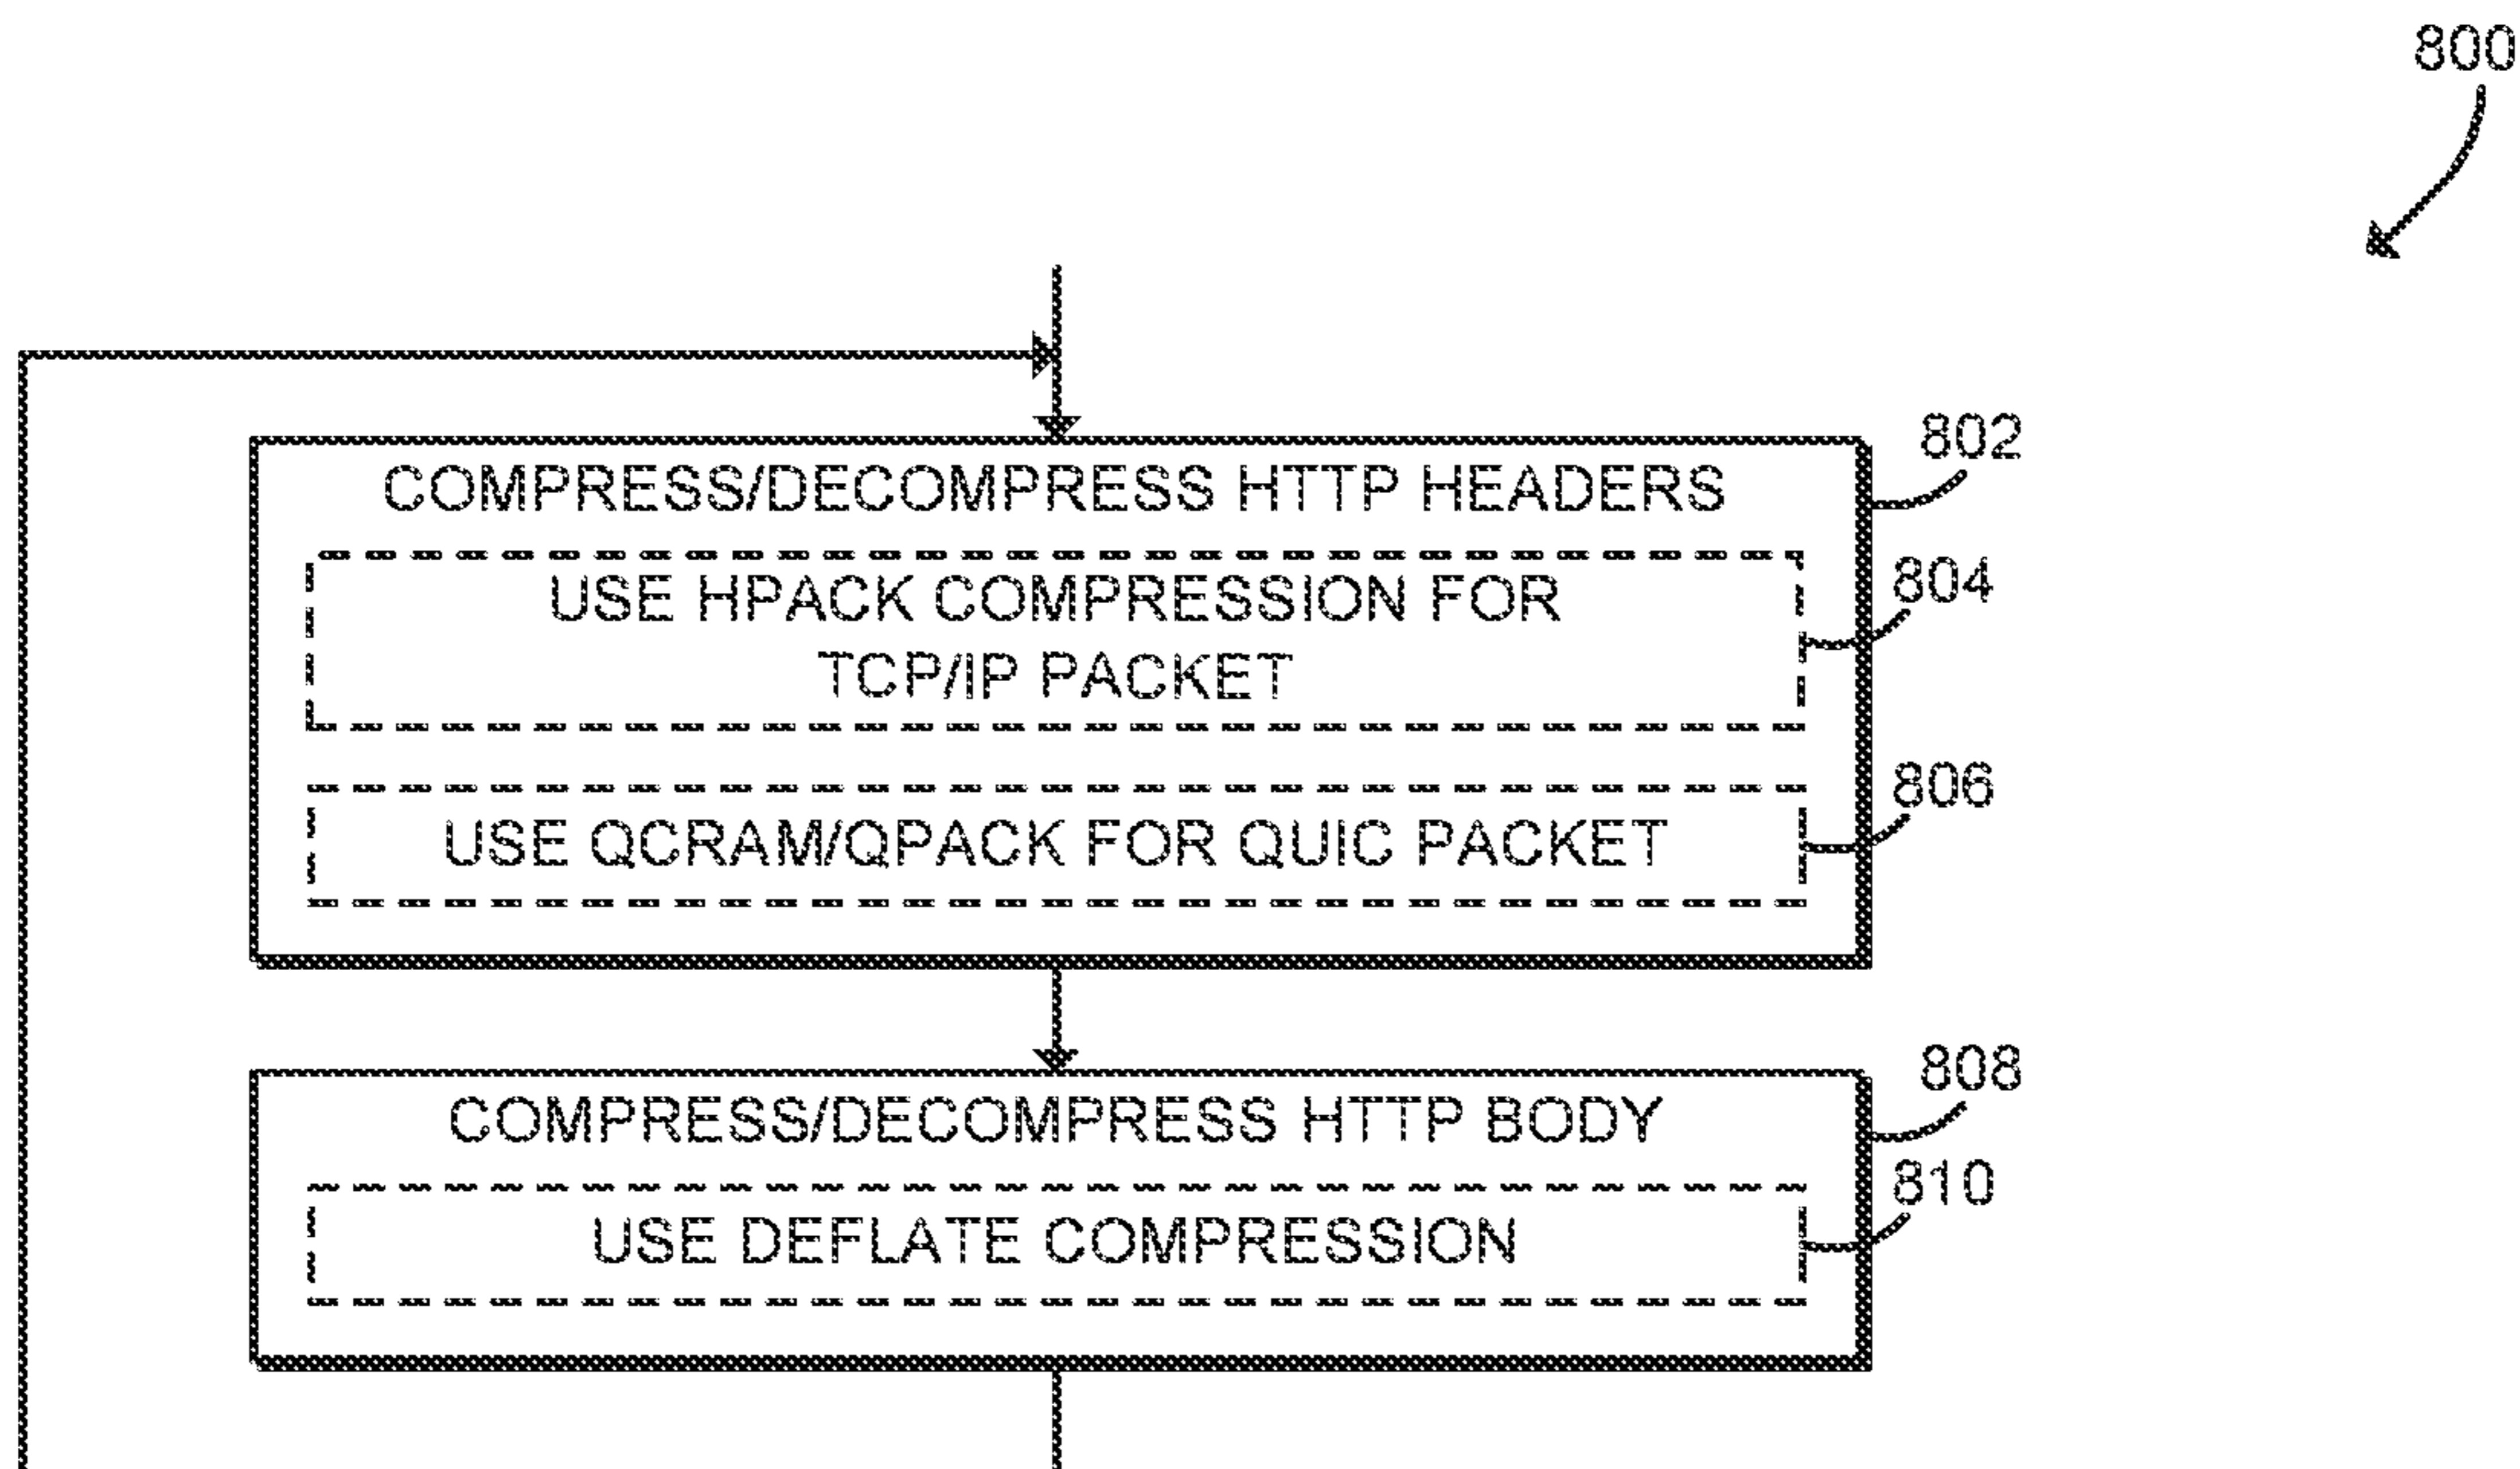 800
802
COMPRESS/DECOMPRESS HTTP HEADERS
804
USE HPACK COMPRESSION FOR
TCP/IP PACKET
806
USE QCRAM/QPACK FOR QUIC PACKET
808
COMPRESS/DECOMPRESS HTTP BODY
810
USE DEFLATE COMPRESSION